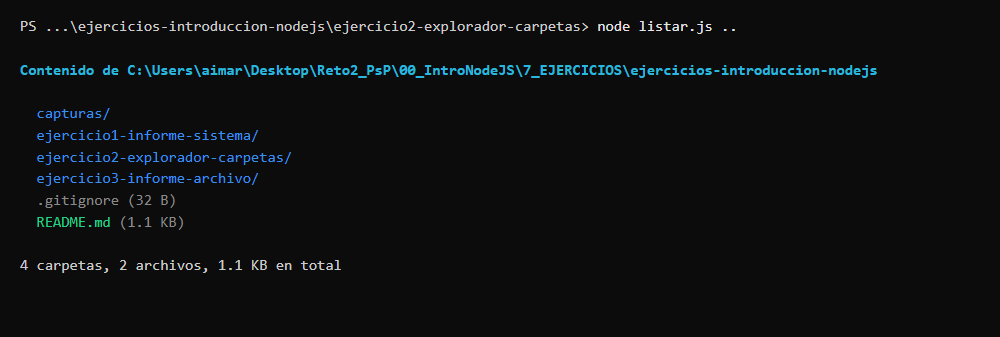 PS ...\ejercicios-introduccion-nodejs\ejercicio2-explorador-carpetas> node listar.js ..
Contenido de C:\Users\aimar\Desktop\Reto2_PsP\00_IntroNodeJS\7_EJERCICIOS\ejercicios-introduccion-nodejs
capturas/
ejercicio1-informe-sistema/
ejercicio2-explorador-carpetas/
ejercicio3-informe-archivo/
.gitignore (32 B)
README.md (1.1 KB)
4 carpetas, 2 archivos, 1.1 KB en total